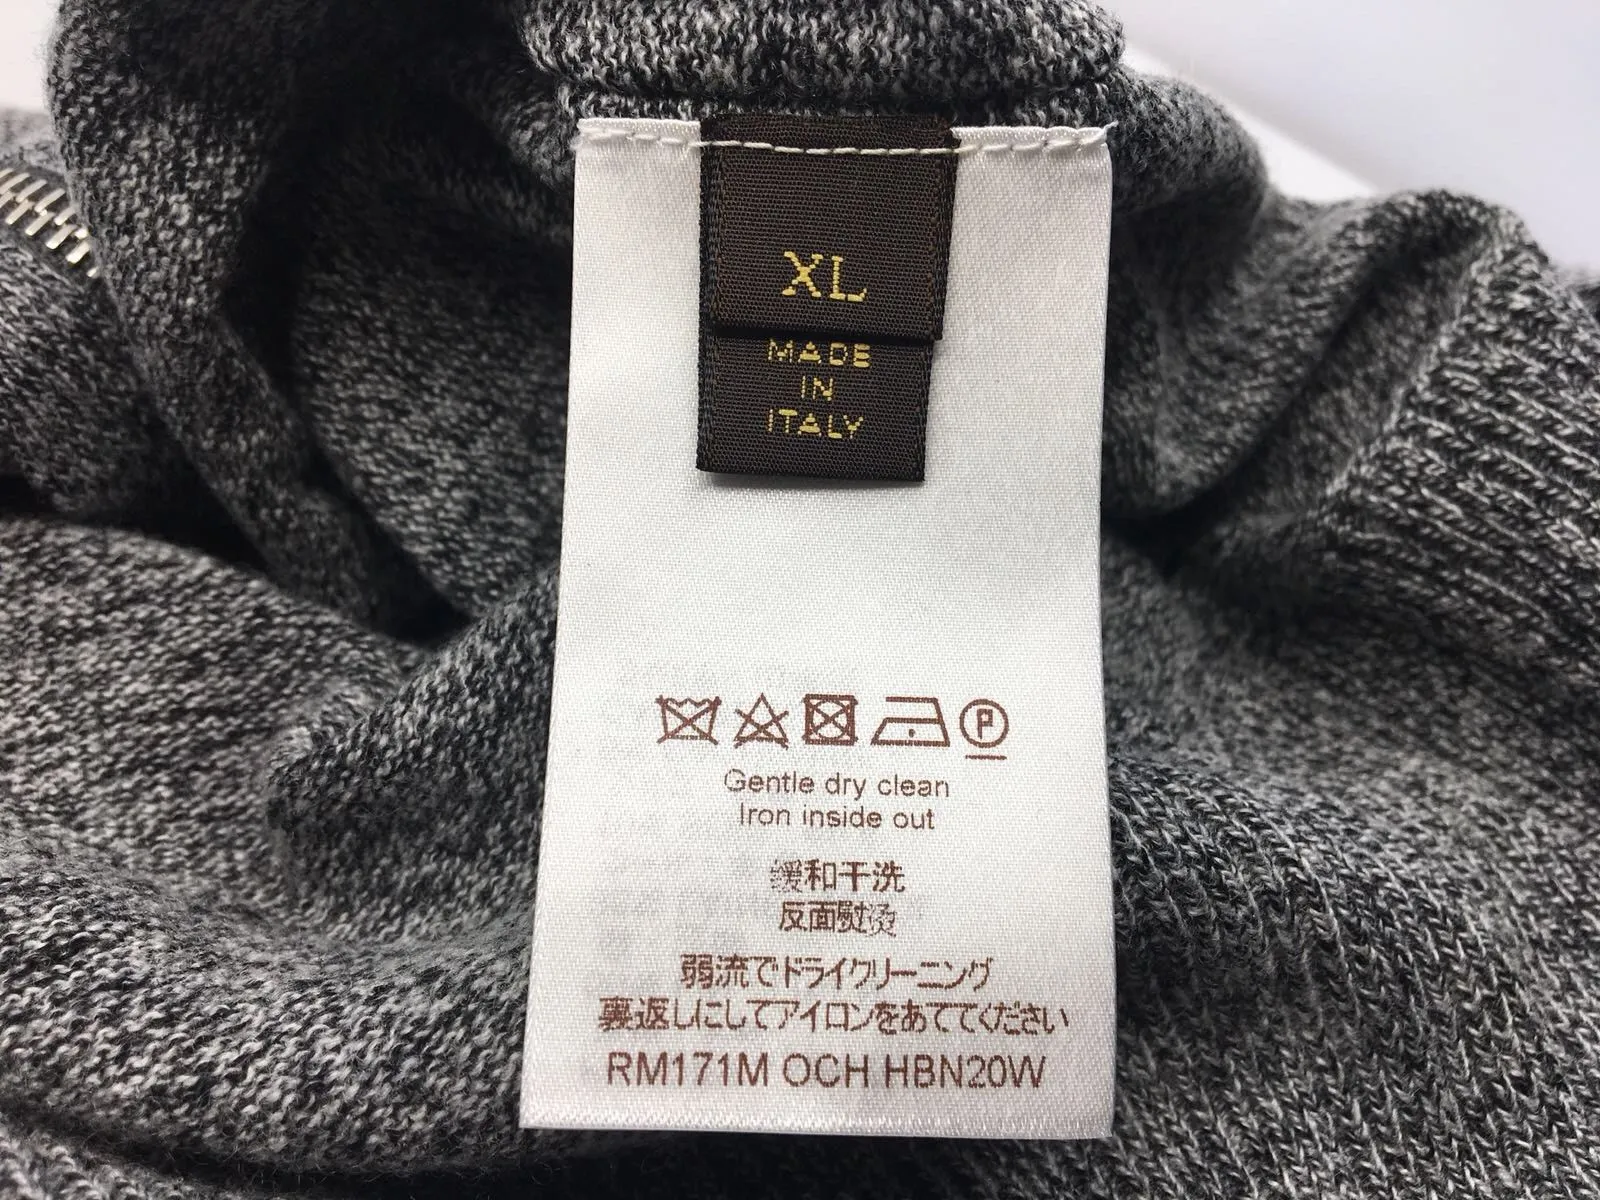 XL
MADE
IN
ITALY
P
Gentle dry clean
Iron inside out
缓和干洗
反面熨烫
弱流でドライクリーニング
裏返しにしてアイロンをあててください
RM171M OCH HBN20W